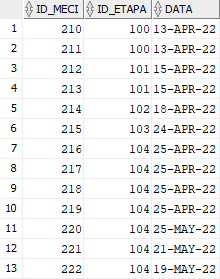 ID_MECI ID_ETAPA DATA
1 210 100 13-APR-22
2 211 100 13-APR-22
3 212 101 15-APR-22
4 213 101 15-APR-22
5 214 102 18-APR-22
6 215 103 24-APR-22
7 216 104 25-APR-22
8 217 104 25-APR-22
9 218 104 25-APR-22
10 219 104 25-APR-22
11 220 104 25-MAY-22
12 221 104 21-MAY-22
13 222 104 19-MAY-22